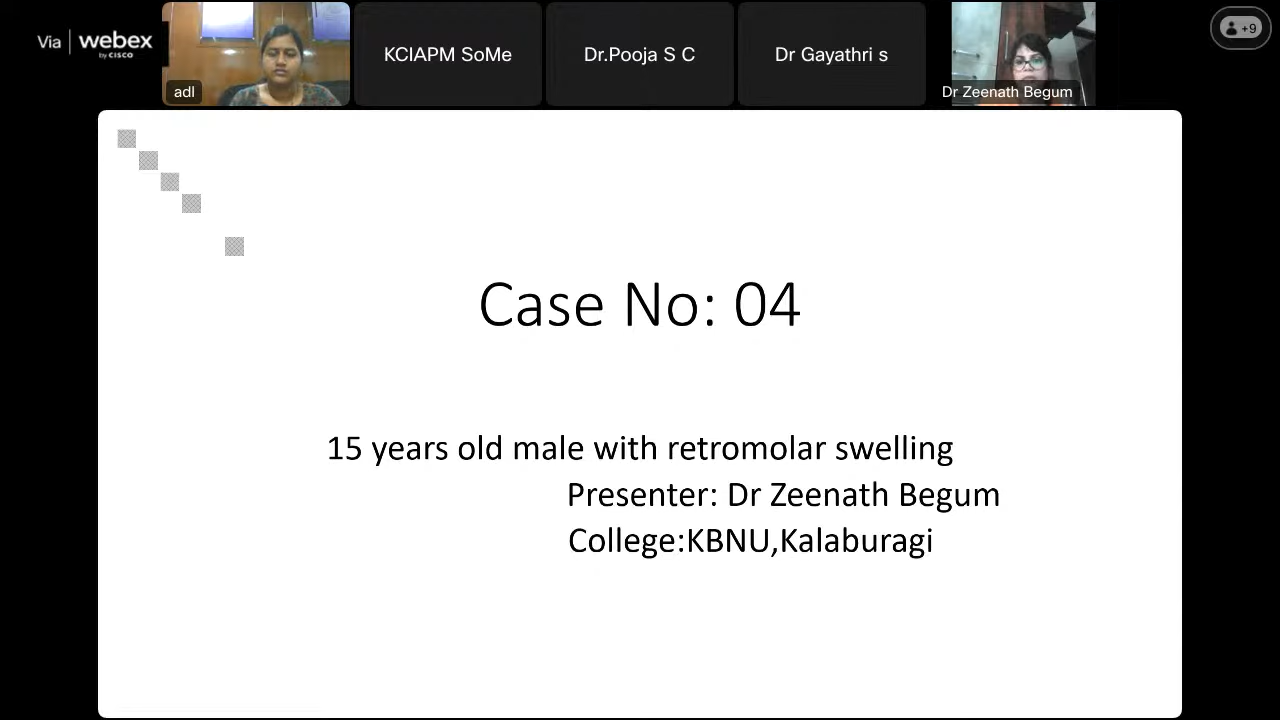 Via webex
by CISCO
adl
KCIAPM SoMe
Dr.Pooja S C
Dr Gayathri s
Dr Zeenath Begum
+9
Case No: 04
15 years old male with retromolar swelling
Presenter: Dr Zeenath Begum
College:KBNU,Kalaburagi